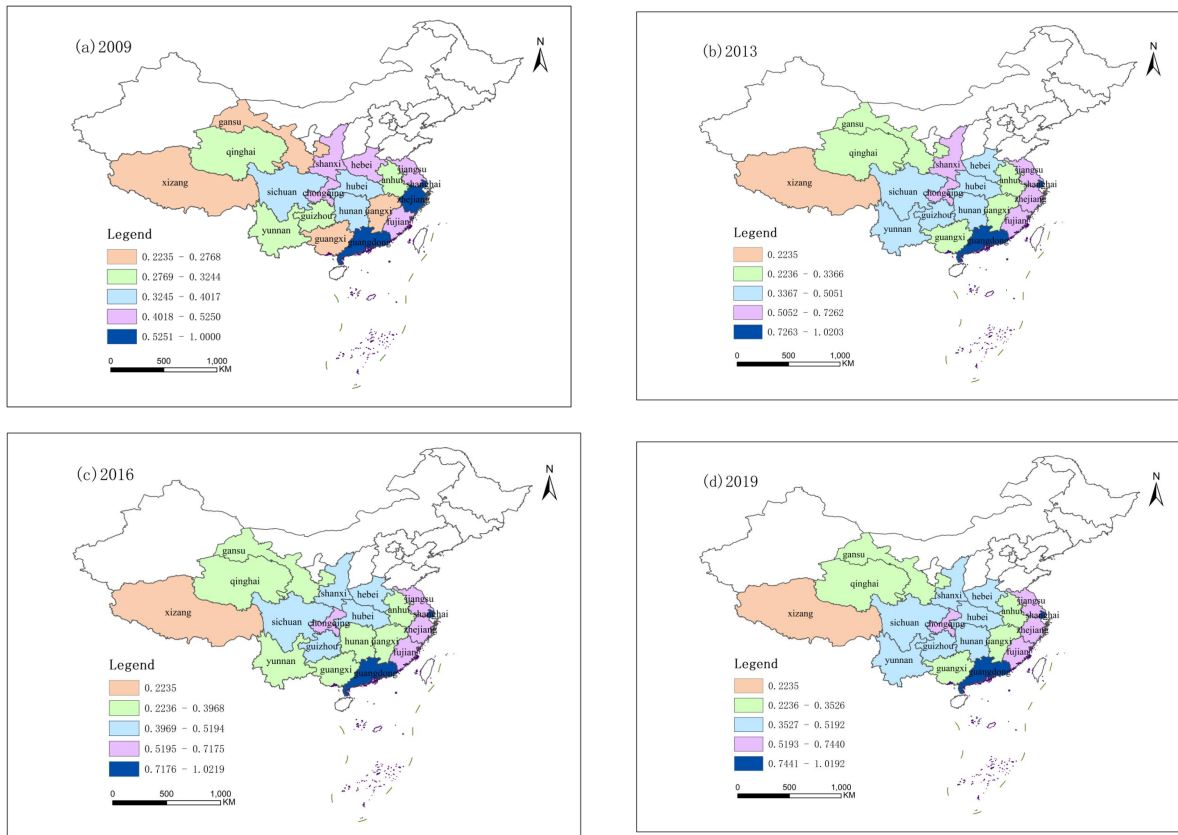 (a)2009
N
gansu
qinghai
shanxi
hebei
jiangsu
xizang
anhui
shanghai
sichuan
chongqing
hubei
zhejiang
guizhou
hunan
jiangxi
yunnan
fujiang
guangxi
guangdong
Legend
0.2235 - 0.2768
0.2769 - 0.3244
0.3245 - 0.4017
0.4018 - 0.5250
0.5251 - 1.0000
0 500 1,000
KM
(b)2013
N
gansu
qinghai
shanxi
hebei
jiangsu
xizang
anhui
shanghai
sichuan
chongqing
hubei
zhejiang
guizhou
hunan
jiangxi
yunnan
fujiang
guangxi
guangdong
Legend
0.2235
0.2236 - 0.3366
0.3367 - 0.5051
0.5052 - 0.7262
0.7263 - 1.0203
0 500 1,000
KM
(c)2016
N
gansu
qinghai
shanxi
hebei
jiangsu
xizang
anhui
shanghai
sichuan
chongqing
hubei
zhejiang
guizhou
hunan
jiangxi
yunnan
fujiang
guangxi
guangdong
Legend
0.2235
0.2236 - 0.3968
0.3969 - 0.5194
0.5195 - 0.7175
0.7176 - 1.0219
0 500 1,000
KM
(d)2019
N
gansu
qinghai
shanxi
hebei
jiangsu
xizang
anhui
shanghai
sichuan
chongqing
hubei
zhejiang
guizhou
hunan
jiangxi
yunnan
fujiang
guangxi
guangdong
Legend
0.2235
0.2236 - 0.3526
0.3527 - 0.5192
0.5193 - 0.7440
0.7441 - 1.0192
0 500 1,000
KM